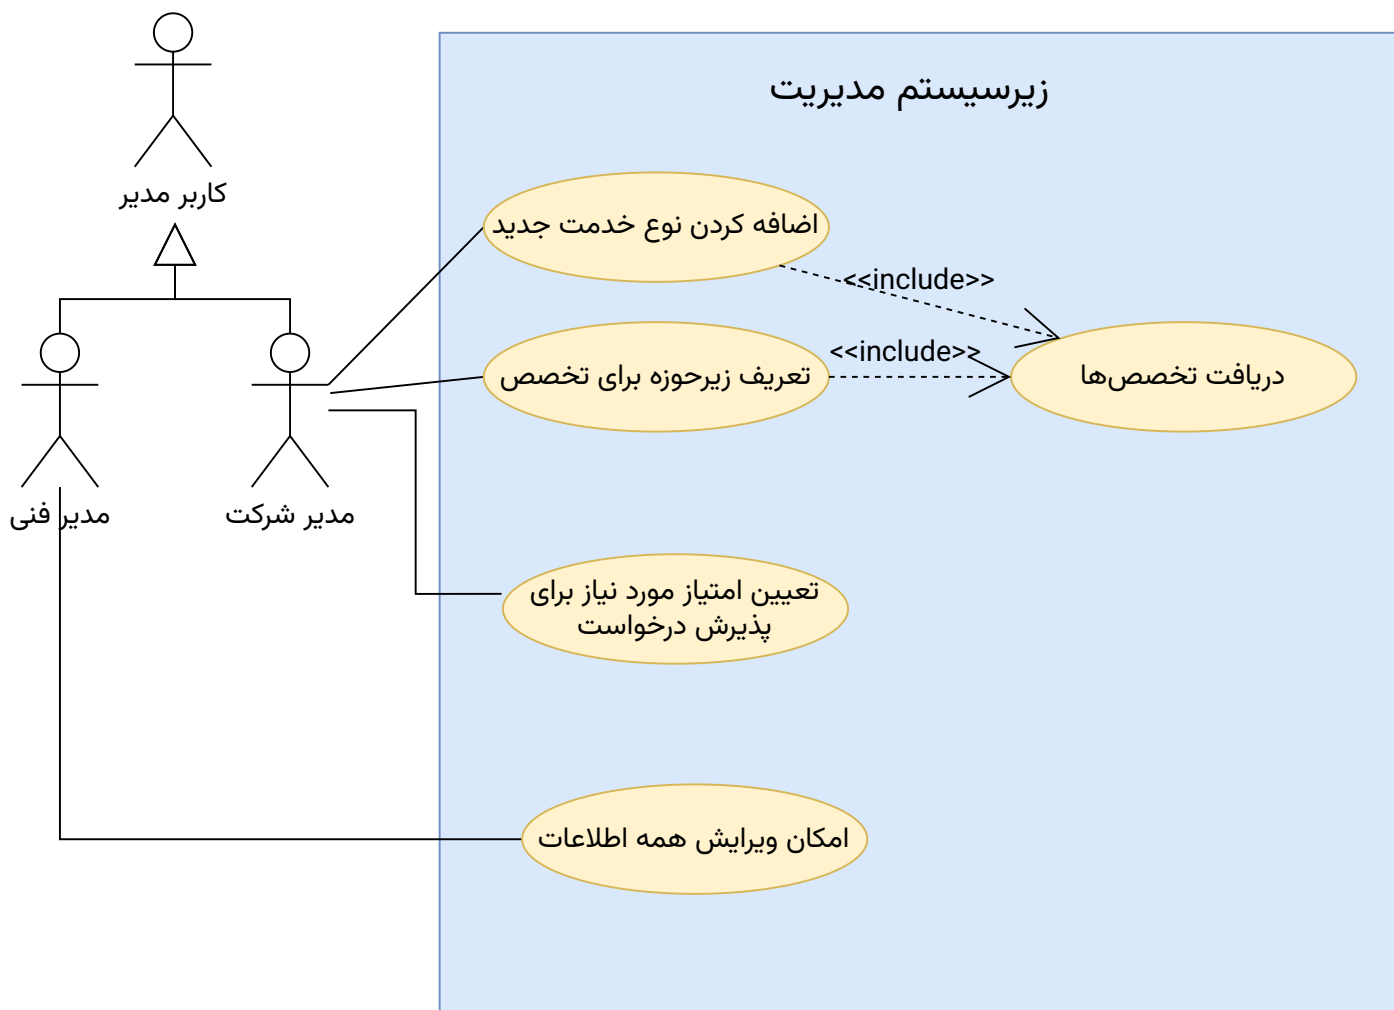 زیرسیستم مدیریت
کاربر مدیر
اضافه کردن نوع خدمت جدید
<<include>>
<<include>>
تعریف زیرحوزه برای تخصص
دریافت تخصص‌ها
مدیر شرکت
مدیر فنی
تعیین امتیاز مورد نیاز برای
پذیرش درخواست
امکان ویرایش همه اطلاعات